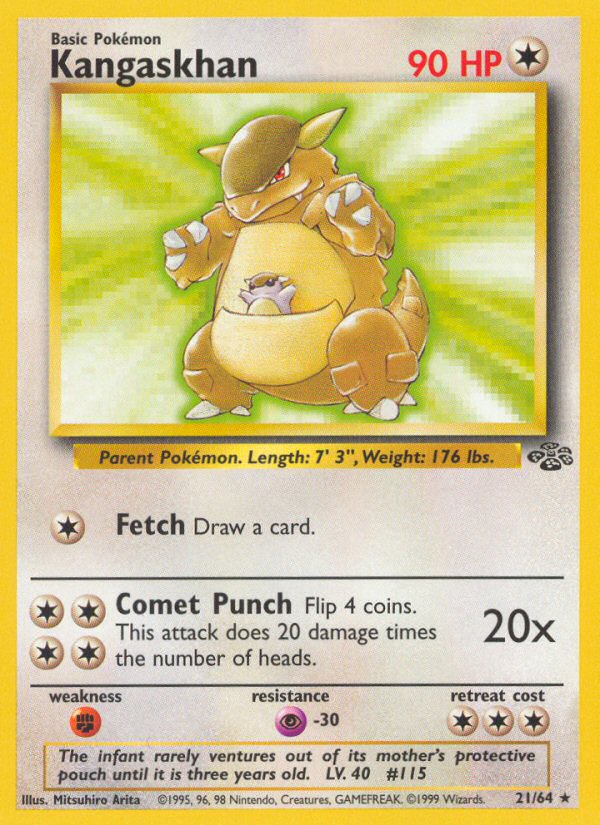 Basic Pokémon
Kangaskhan
90 HP
Parent Pokémon. Length: 7' 3", Weight: 176 lbs.
Fetch Draw a card.
Comet Punch Flip 4 coins.
This attack does 20 damage times
the number of heads.
20x
weakness
resistance
retreat cost
-30
The infant rarely ventures out of its mother's protective
pouch until it is three years old. LV. 40 #115
Illus. Mitsuhiro Arita ©1995, 96, 98 Nintendo, Creatures, GAMEFREAK. ©1999 Wizards. 21/64 ★